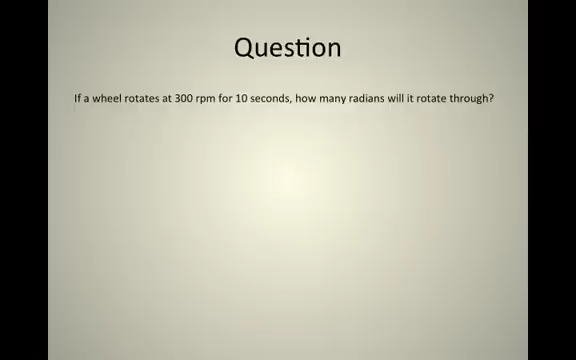 Question
If a wheel rotates at 300 rpm for 10 seconds, how many radians will it rotate through?